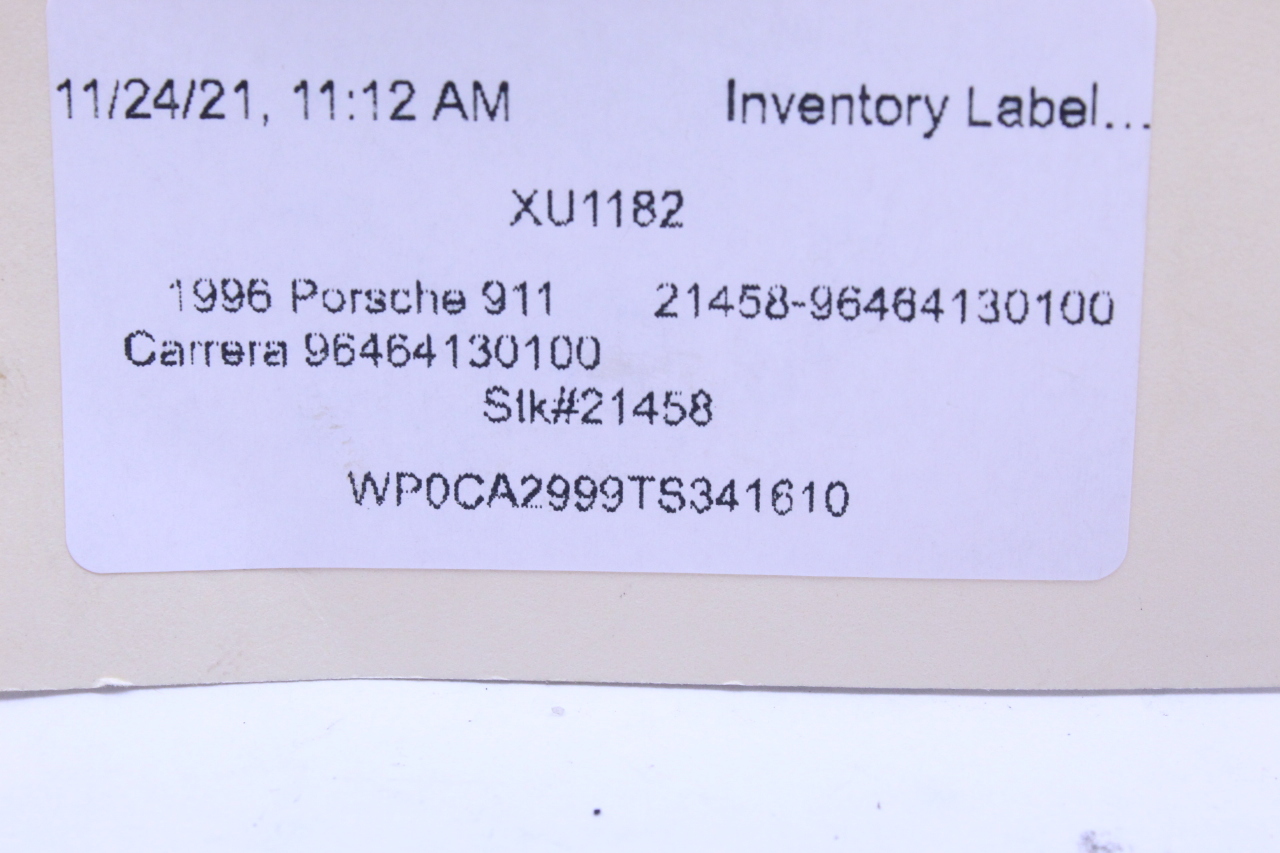 11/24/21, 11:12 AM Inventory Label...
XU1182
1996 Porsche 911 21458-96464130100
Carrera 96464130100
Stk#21458
WP0CA2999TS341610